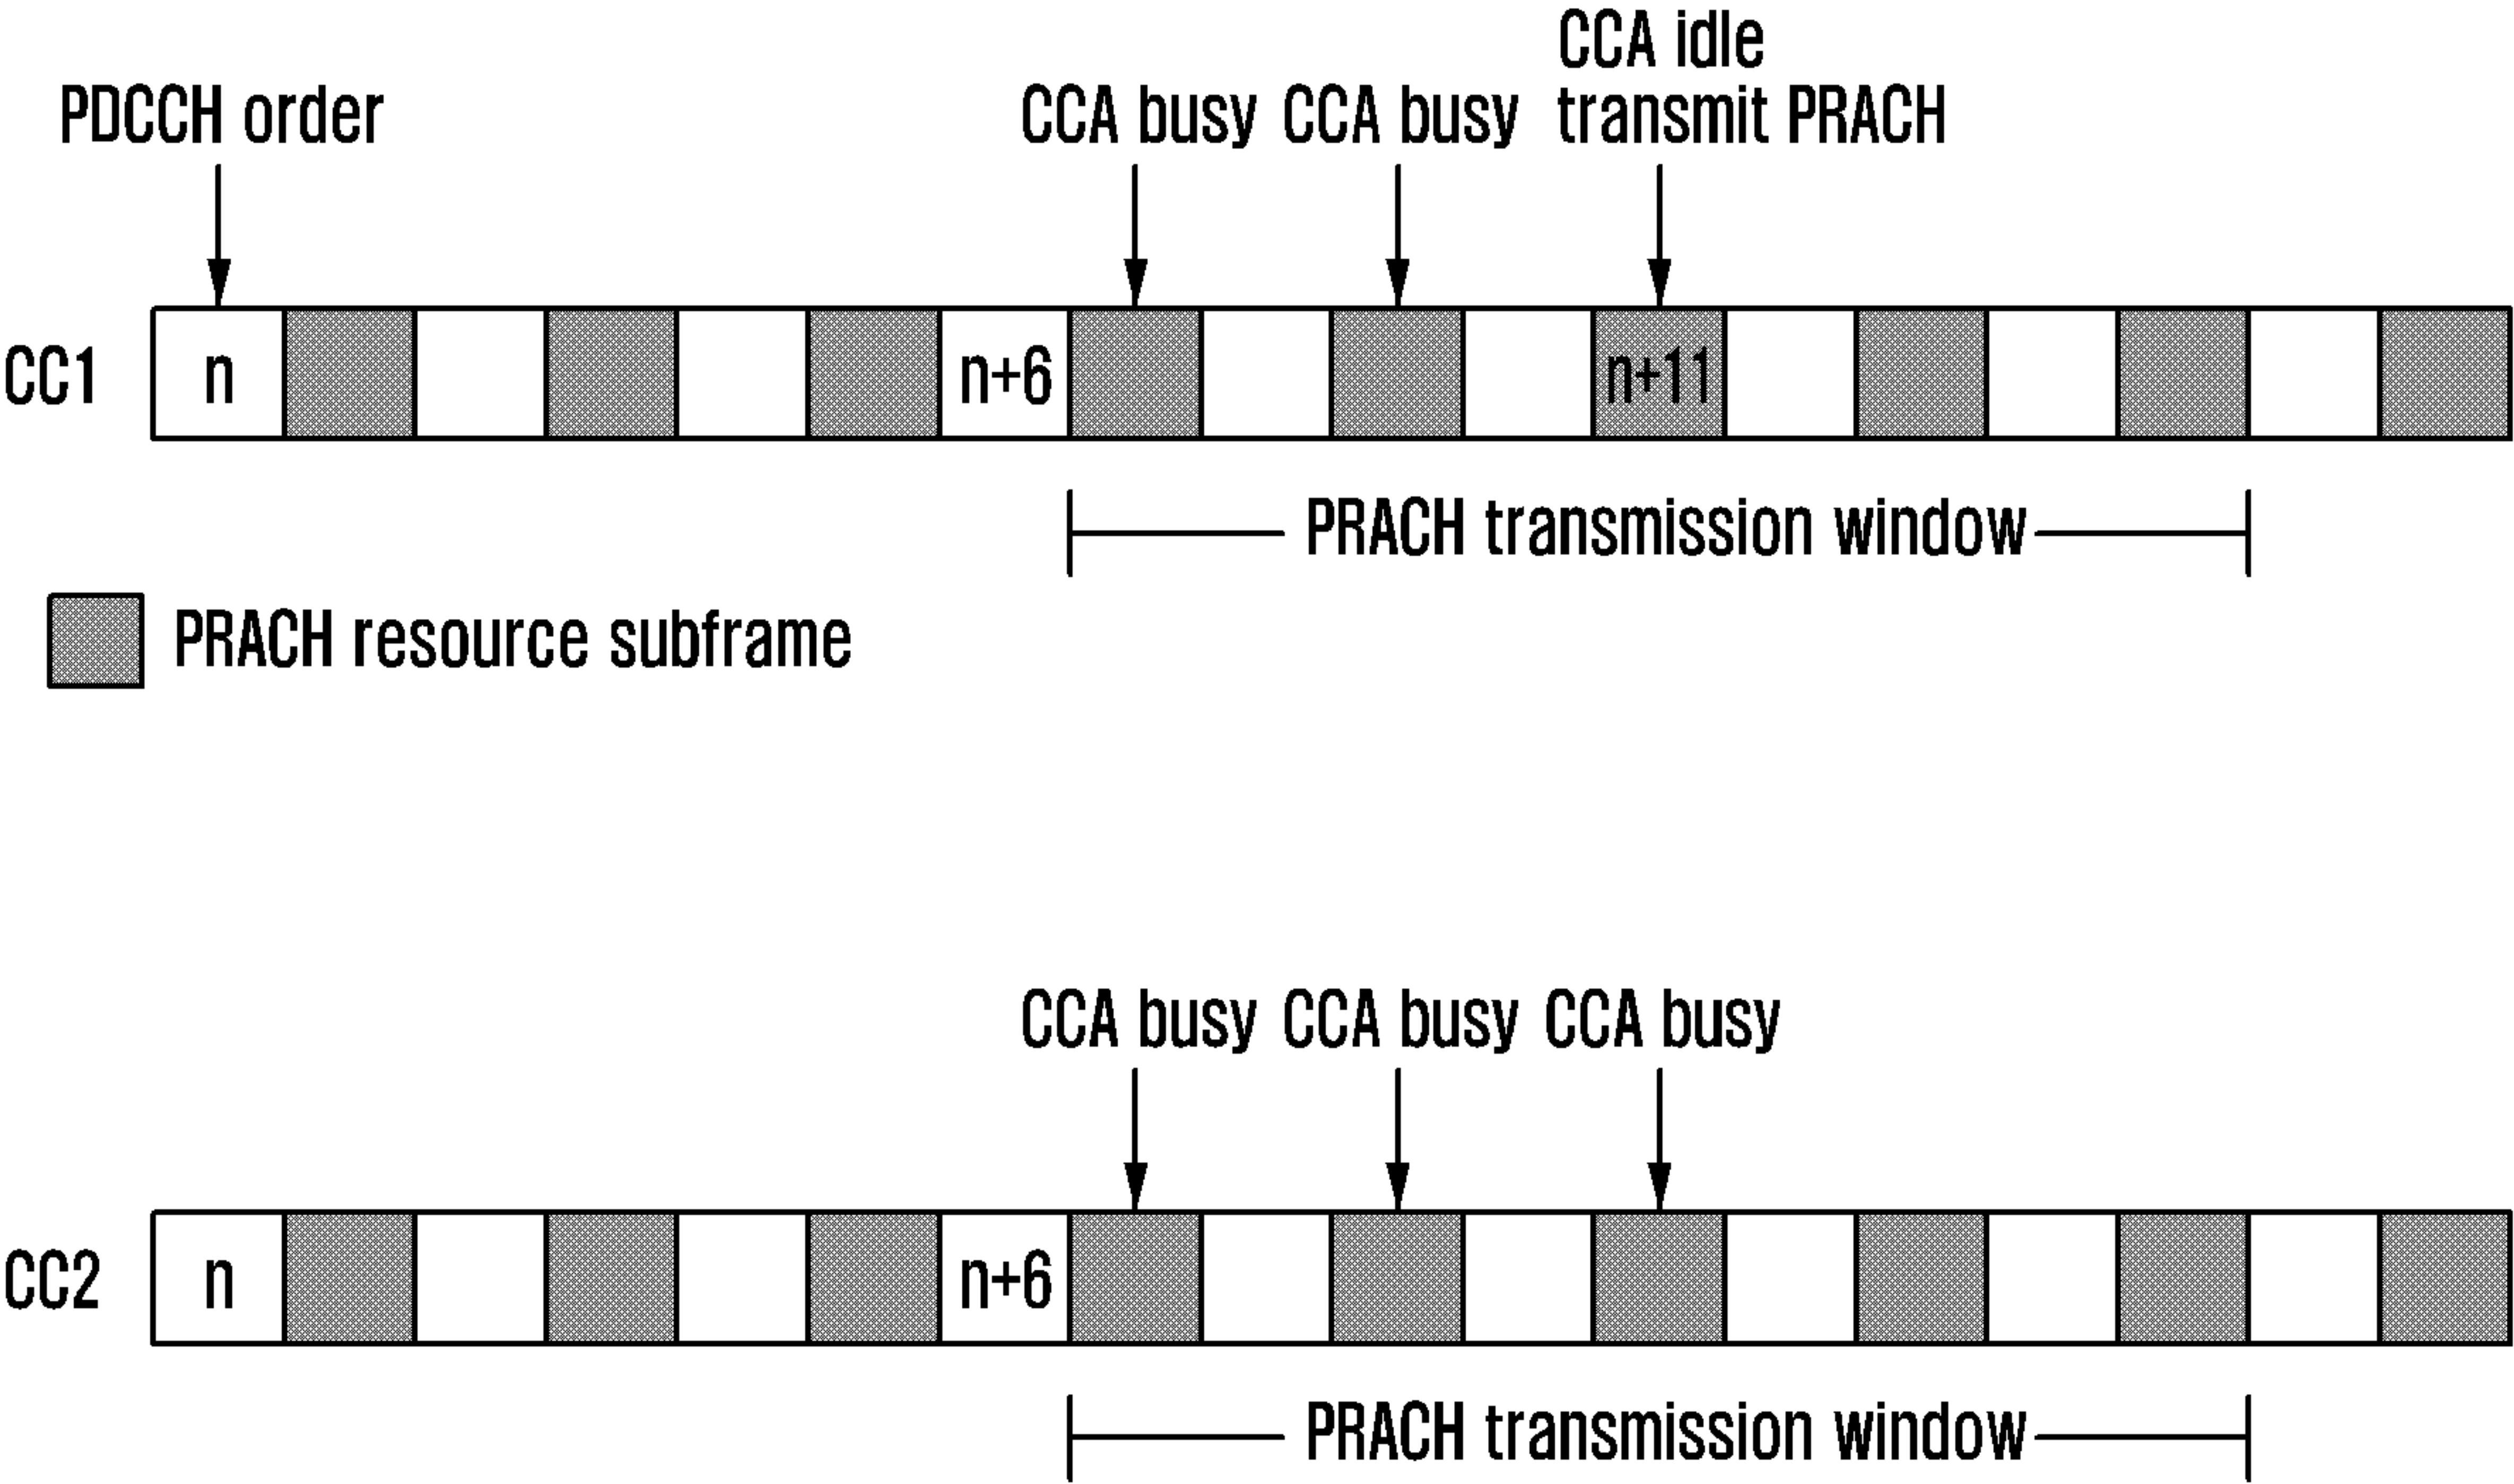 CCA idle
PDCCH order CCA busy CCA busy transmit PRACH
CC1 n n+6 n+11
PRACH transmission window
PRACH resource subframe
CCA busy CCA busy CCA busy
CC2 n n+6
PRACH transmission window